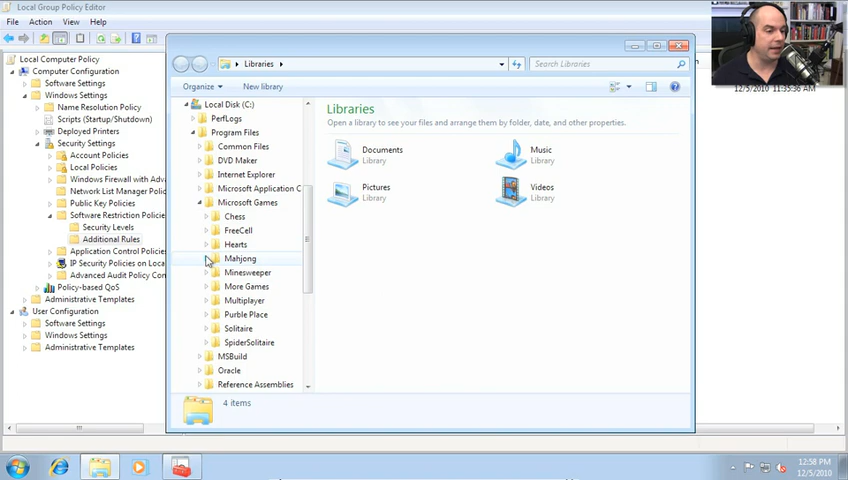 Local Group Policy Editor
File Action View Help
Local Computer Policy
Computer Configuration
Software Settings
Windows Settings
Name Resolution Policy
Scripts (Startup/Shutdown)
Deployed Printers
Security Settings
Account Policies
Local Policies
Windows Firewall with Adva
Network List Manager Poli
Public Key Policies
Software Restriction Policie
Security Levels
Additional Rules
Application Control Policie
IP Security Policies on Loca
Advanced Audit Policy Con
Policy-based QoS
Administrative Templates
User Configuration
Software Settings
Windows Settings
Administrative Templates
Libraries
Search Libraries
Organize New library
Local Disk (C:)
PerfLogs
Program Files
Common Files
DVD Maker
Internet Explorer
Microsoft Application C
Microsoft Games
Chess
FreeCell
Hearts
Mahjong
Minesweeper
More Games
Multiplayer
Purble Place
Solitaire
SpiderSolitaire
MSBuild
Oracle
Reference Assemblies
Libraries
Open a library to see your files and arrange them by folder, date, and other properties.
Documents
Library
Music
Library
Pictures
Library
Videos
Library
4 items
12/5/2010 11:35:36 AM
12:58 PM
12/5/2010